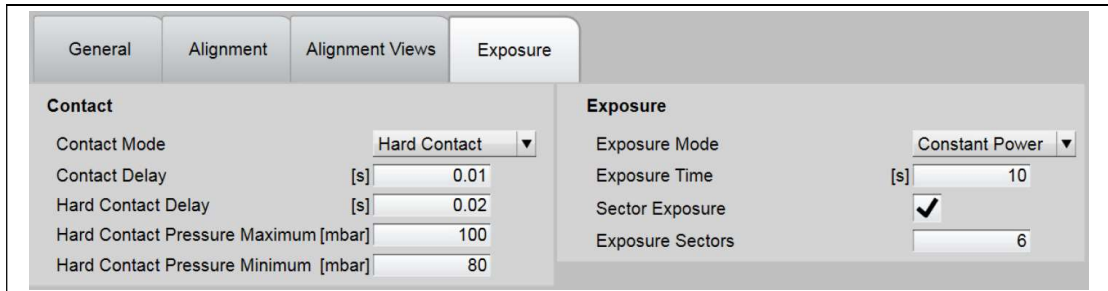 General Alignment Alignment Views Exposure
Contact
Contact Mode Hard Contact
Contact Delay [s] 0.01
Hard Contact Delay [s] 0.02
Hard Contact Pressure Maximum [mbar] 100
Hard Contact Pressure Minimum [mbar] 80
Exposure
Exposure Mode Constant Power
Exposure Time [s] 10
Sector Exposure
Exposure Sectors 6